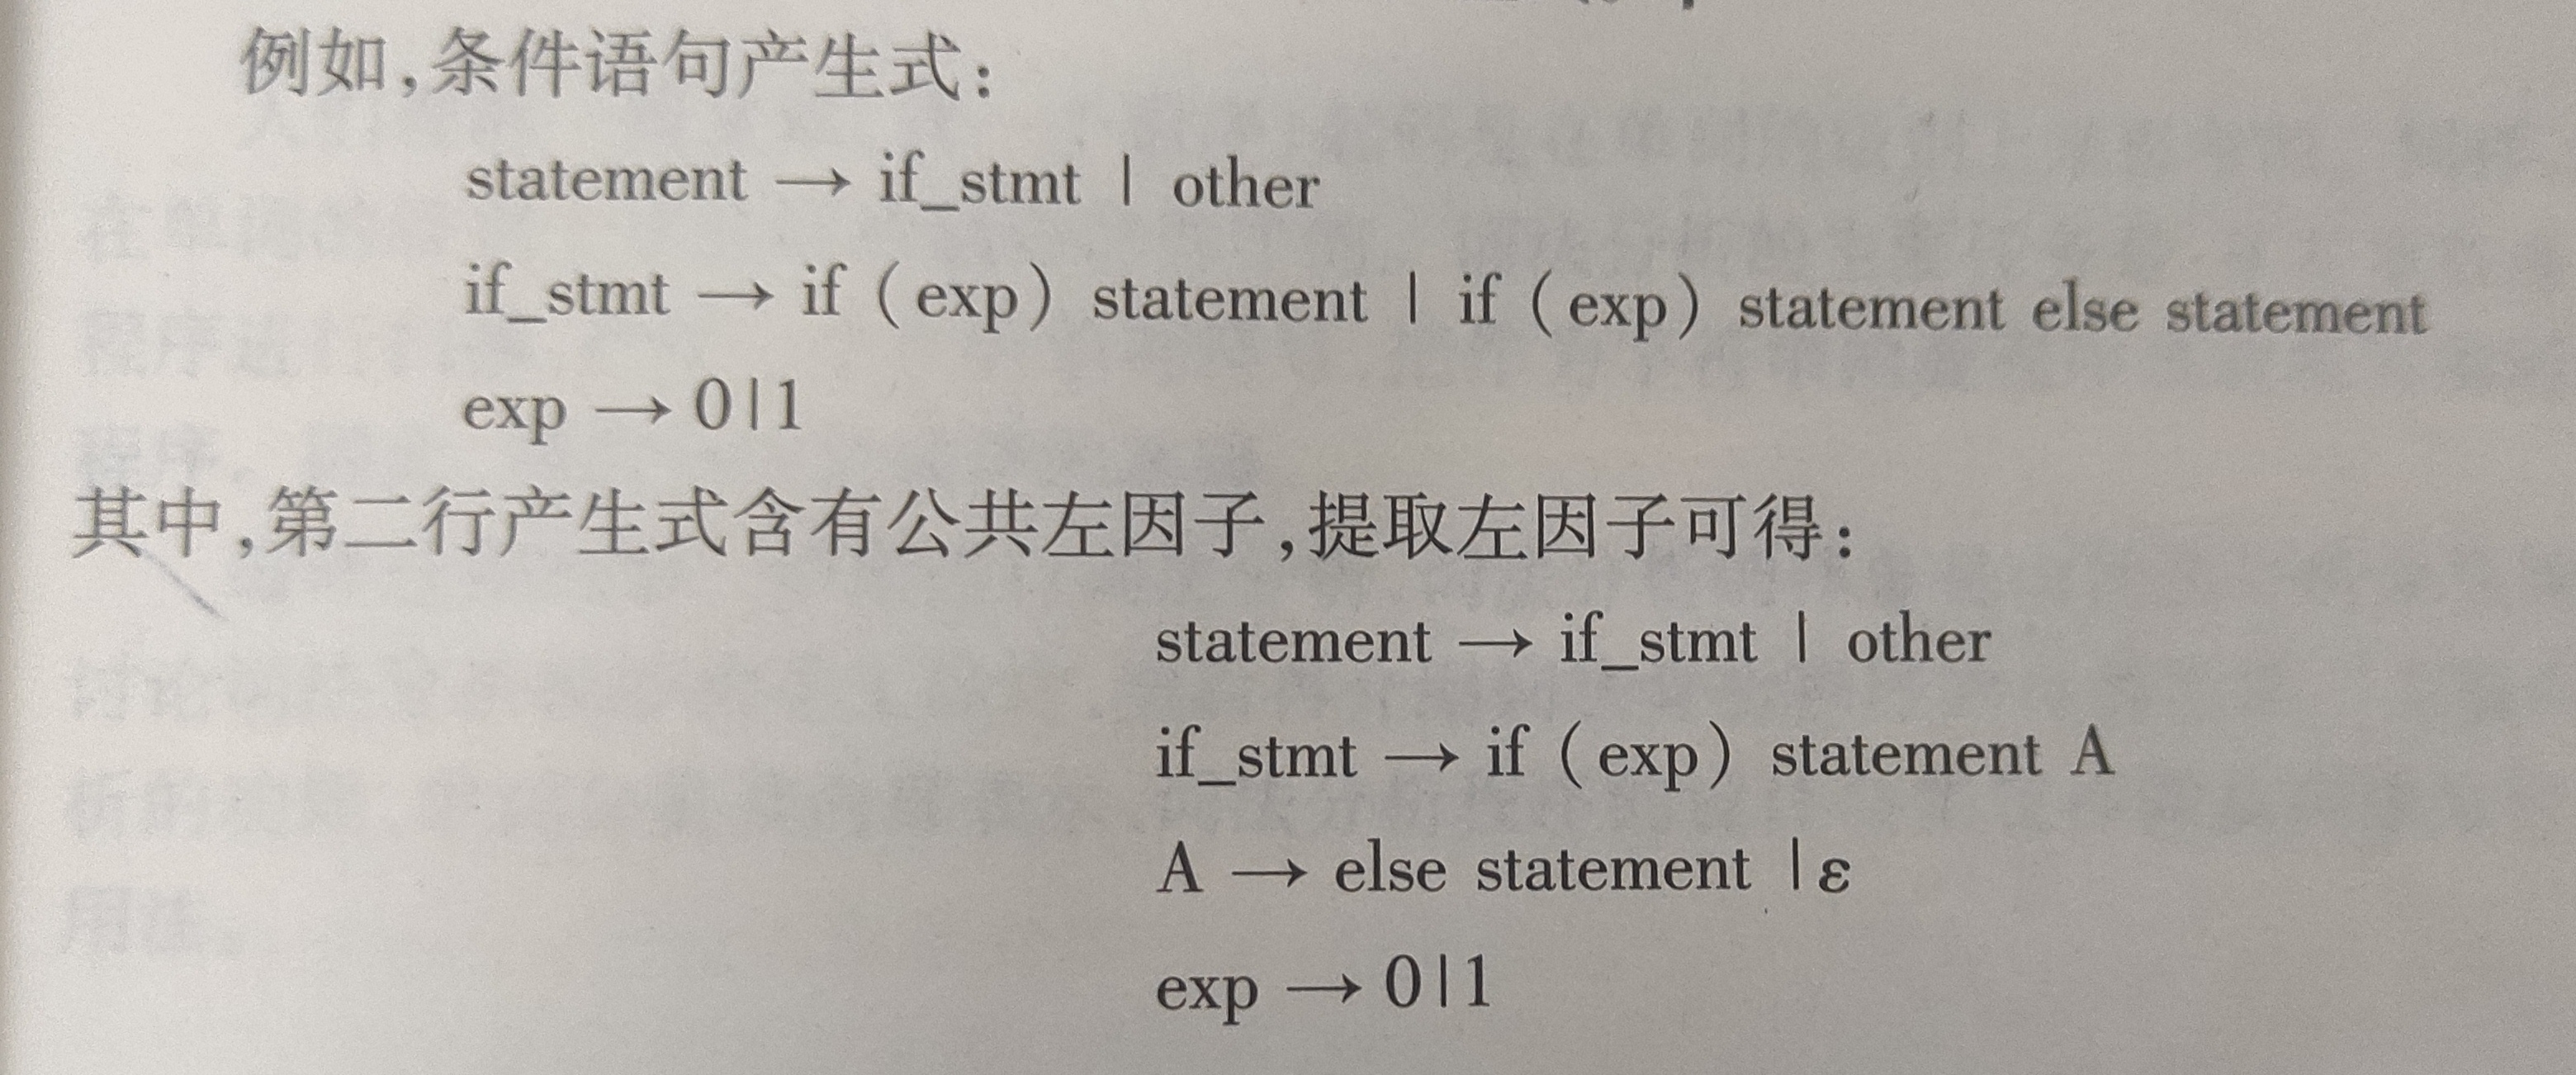 例如,条件语句产生式:
statement → if_stmt | other
if_stmt → if (exp) statement | if (exp) statement else statement
exp → 0|1
其中,第二行产生式含有公共左因子,提取左因子可得:
statement → if_stmt | other
if_stmt → if (exp) statement A
A → else statement |ε
exp → 0|1